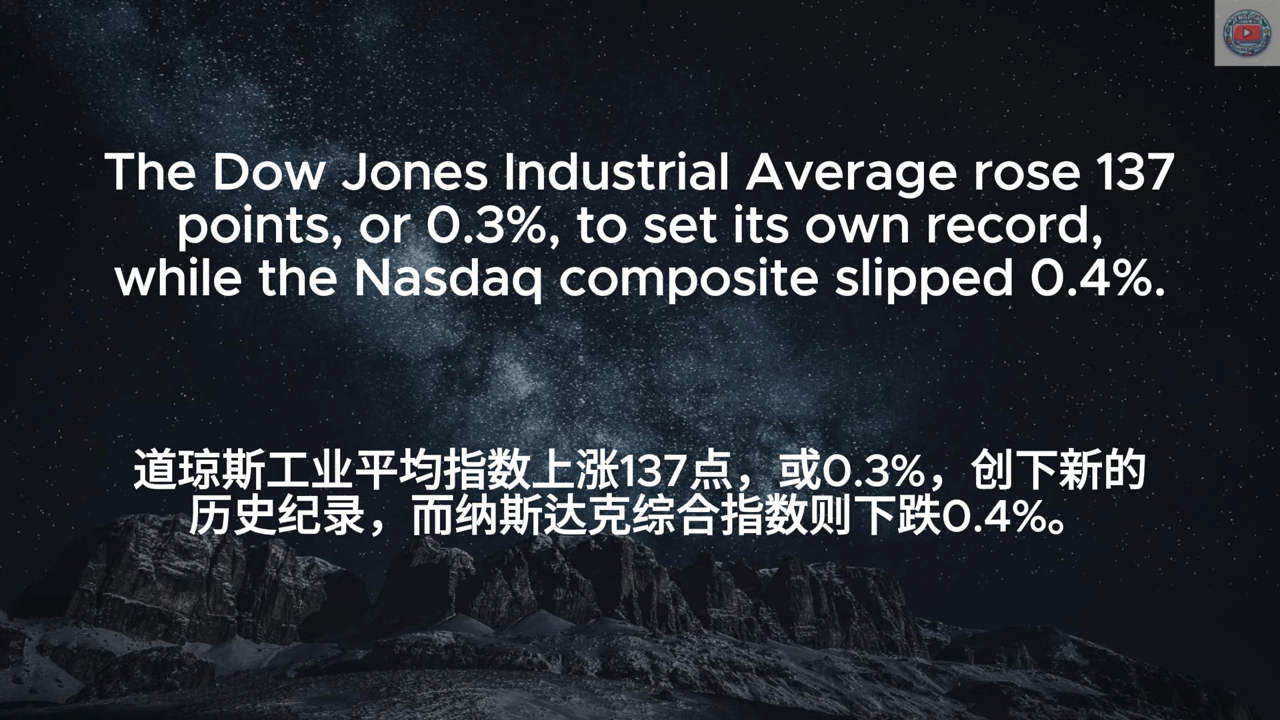 The Dow Jones Industrial Average rose 137
points, or 0.3%, to set its own record,
while the Nasdaq composite slipped 0.4%.
道琼斯工业平均指数上涨137点，或0.3%，创下新的
历史纪录，而纳斯达克综合指数则下跌0.4%。